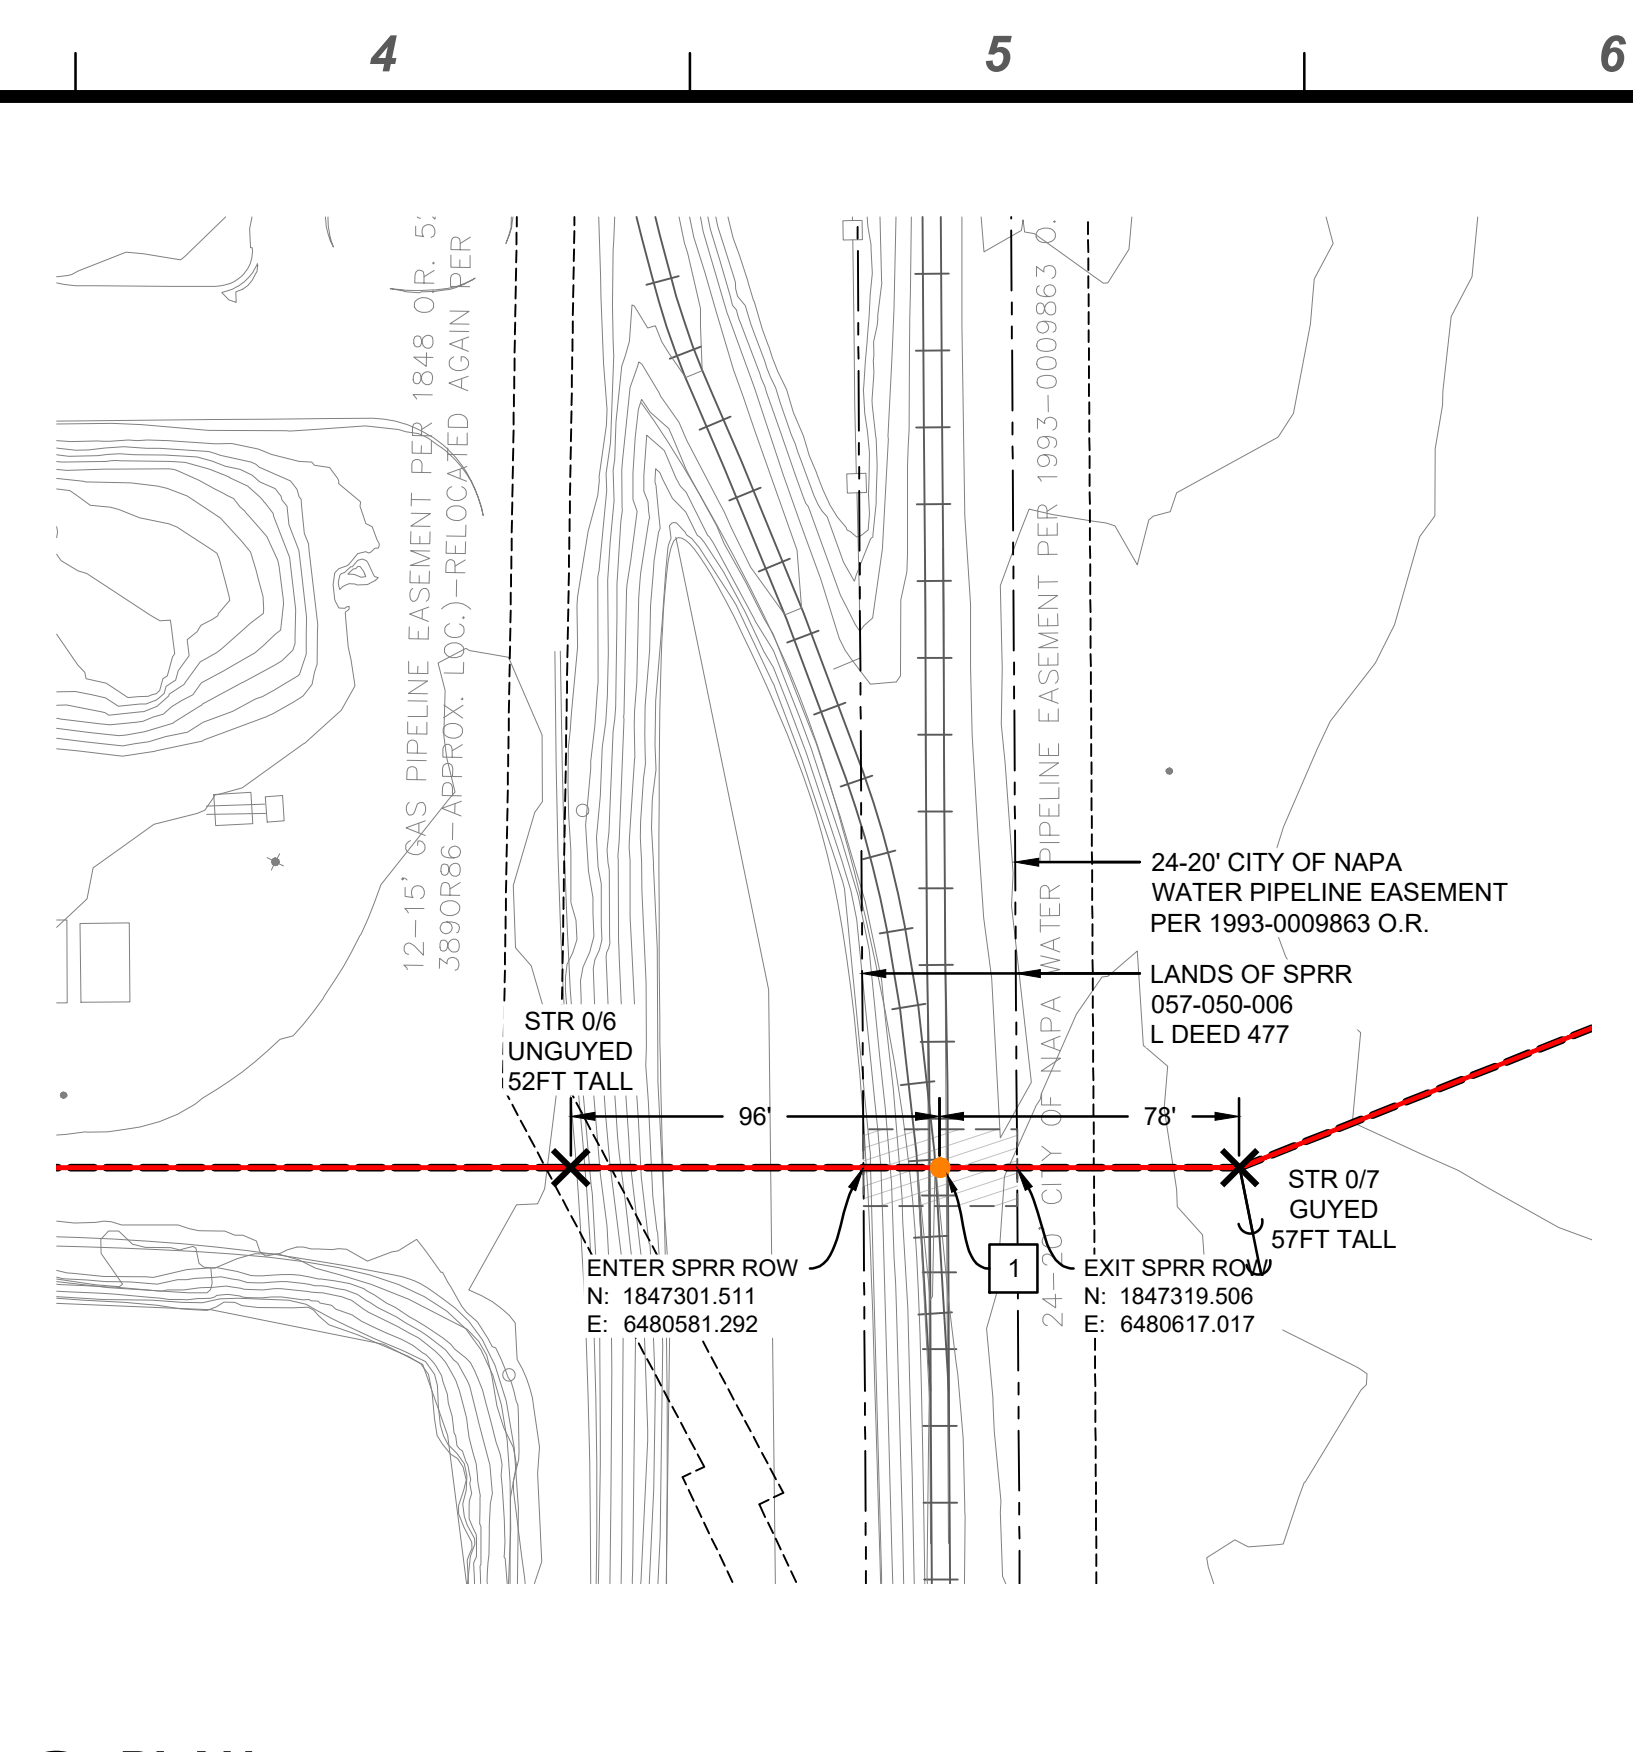 4
5
6
12-15' GAS PIPELINE EASEMENT PER 1848 O.R.
3890R86-APPROX. LOC.)-RELOCATED AGAIN PER
24-20' CITY OF NAPA WATER PIPELINE EASEMENT PER 1993-0009863
24-20' CITY OF NAPA
WATER PIPELINE EASEMENT
PER 1993-0009863 O.R.
LANDS OF SPRR
057-050-006
L DEED 477
STR 0/6
UNGUYED
52FT TALL
96'
78'
STR 0/7
GUYED
57FT TALL
ENTER SPRR ROW
N: 1847301.511
E: 6480581.292
1
EXIT SPRR ROW
N: 1847319.506
E: 6480617.017